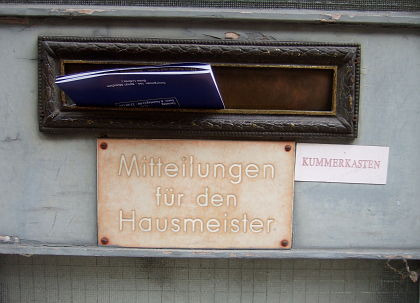 Mitteilungen
für den
Hausmeister
KUMMERKASTEN